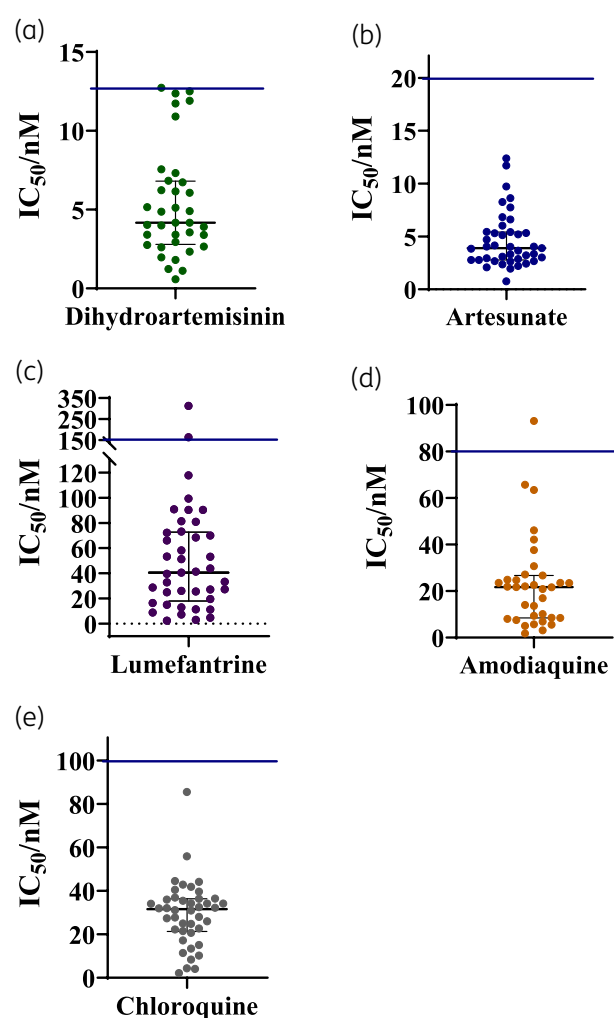 (a)
15
10
5
0
IC50/nM
Dihydroartemisinin
(b)
20
15
10
5
0
IC50/nM
Artesunate
(c)
350
250
150
120
100
80
60
40
20
0
IC50/nM
Lumefantrine
(d)
100
80
60
40
20
0
IC50/nM
Amodiaquine
(e)
100
80
60
40
20
0
IC50/nM
Chloroquine